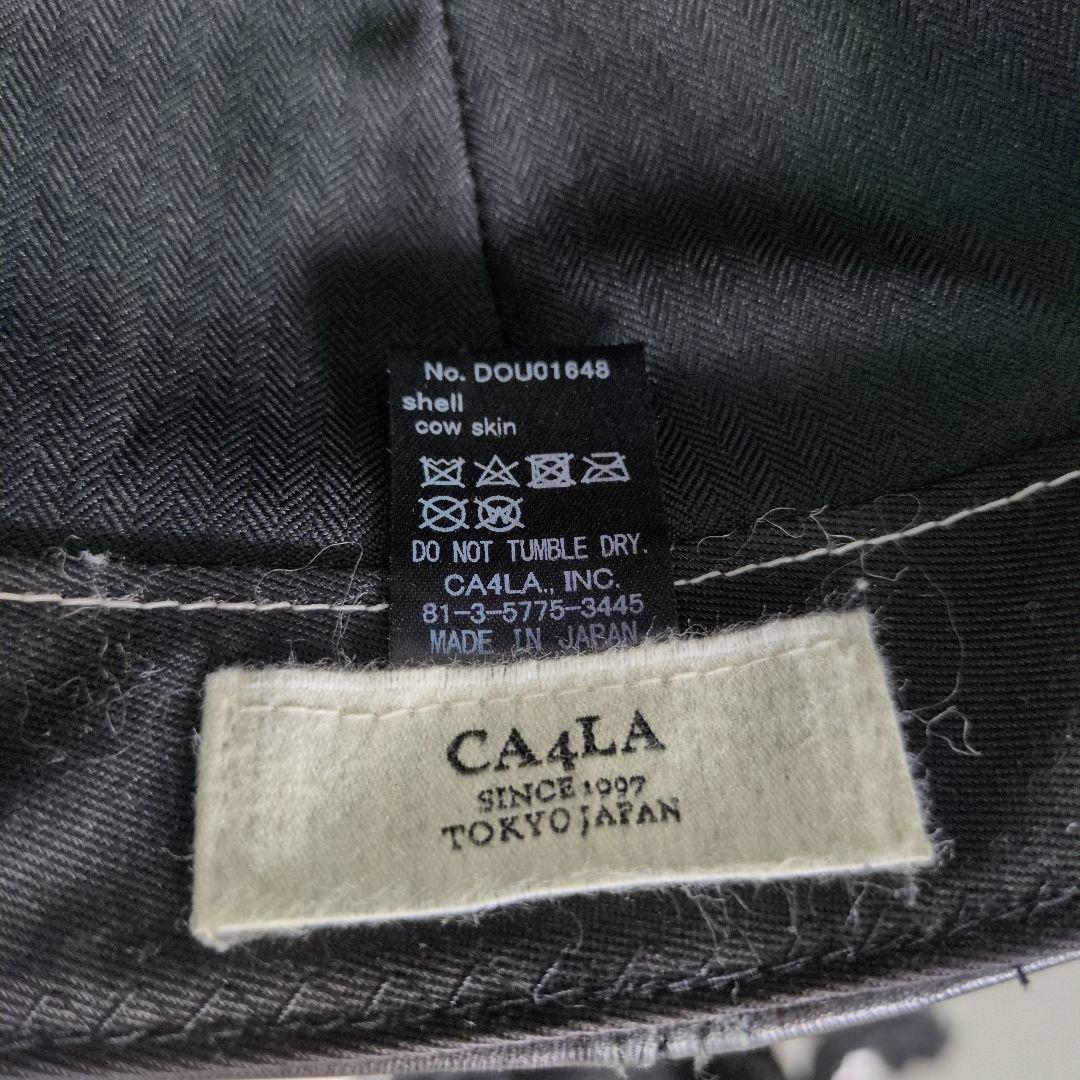 No. DOU01648
shell
cow skin
DO NOT TUMBLE DRY.
CA4LA., INC.
81-3-5775-3445
MADE IN JAPAN
CA4LA
SINCE 1997
TOKYO JAPAN